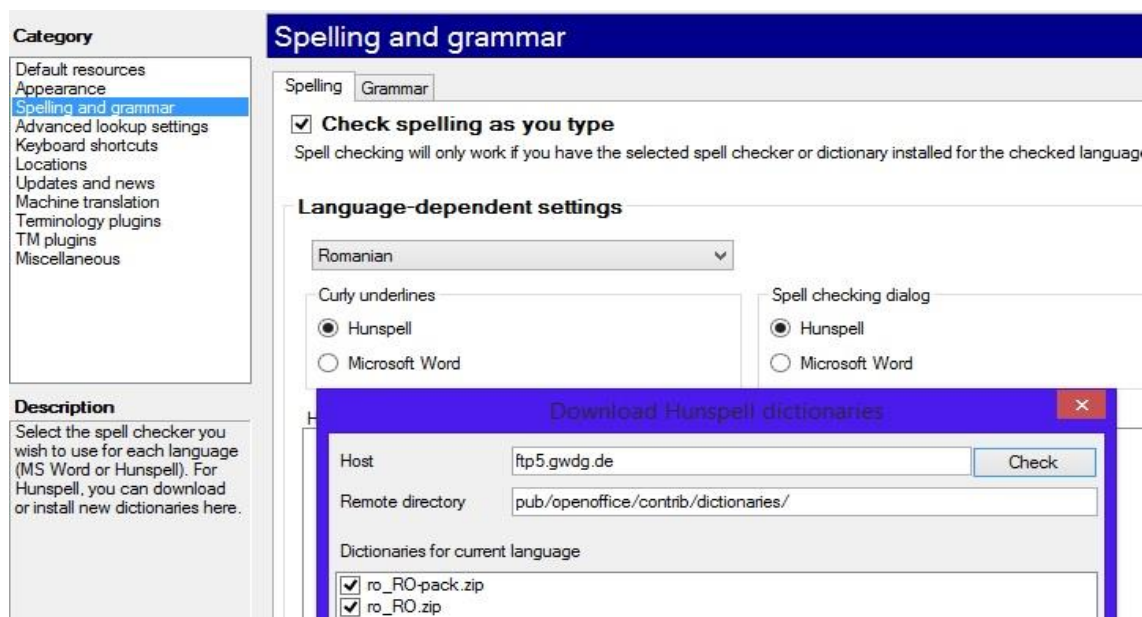 Category
Default resources
Appearance
Spelling and grammar
Advanced lookup settings
Keyboard shortcuts
Locations
Updates and news
Machine translation
Terminology plugins
TM plugins
Miscellaneous
Description
Select the spell checker you
wish to use for each language
(MS Word or Hunspell). For
Hunspell, you can download
or install new dictionaries here.
Spelling and grammar
Spelling
Grammar
Check spelling as you type
Spell checking will only work if you have the selected spell checker or dictionary installed for the checked language
Language-dependent settings
Romanian
Curly underlines
Hunspell
Microsoft Word
Spell checking dialog
Hunspell
Microsoft Word
Download Hunspell dictionaries
Host
ftp5.gwdg.de
Check
Remote directory
pub/openoffice/contrib/dictionaries/
Dictionaries for current language
ro_RO-pack.zip
ro_RO.zip